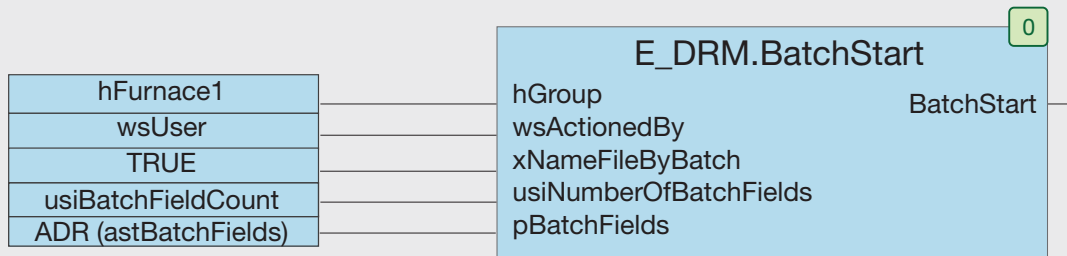 0
E_DRM.BatchStart
hFurnace1
wsUser
TRUE
usiBatchFieldCount
ADR (astBatchFields)
hGroup
wsActionedBy
xNameFileByBatch
usiNumberOfBatchFields
pBatchFields
BatchStart